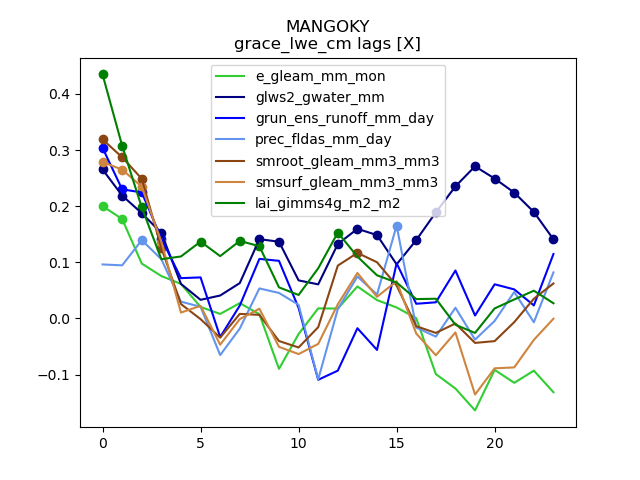 MANGOKY
grace_lwe_cm lags [X]
e_gleam_mm_mon
glws2_gwater_mm
grun_ens_runoff_mm_day
prec_fldas_mm_day
smroot_gleam_mm3_mm3
smsurf_gleam_mm3_mm3
lai_gimms4g_m2_m2
0.4
0.3
0.2
0.1
0.0
−0.1
0 5 10 15 20